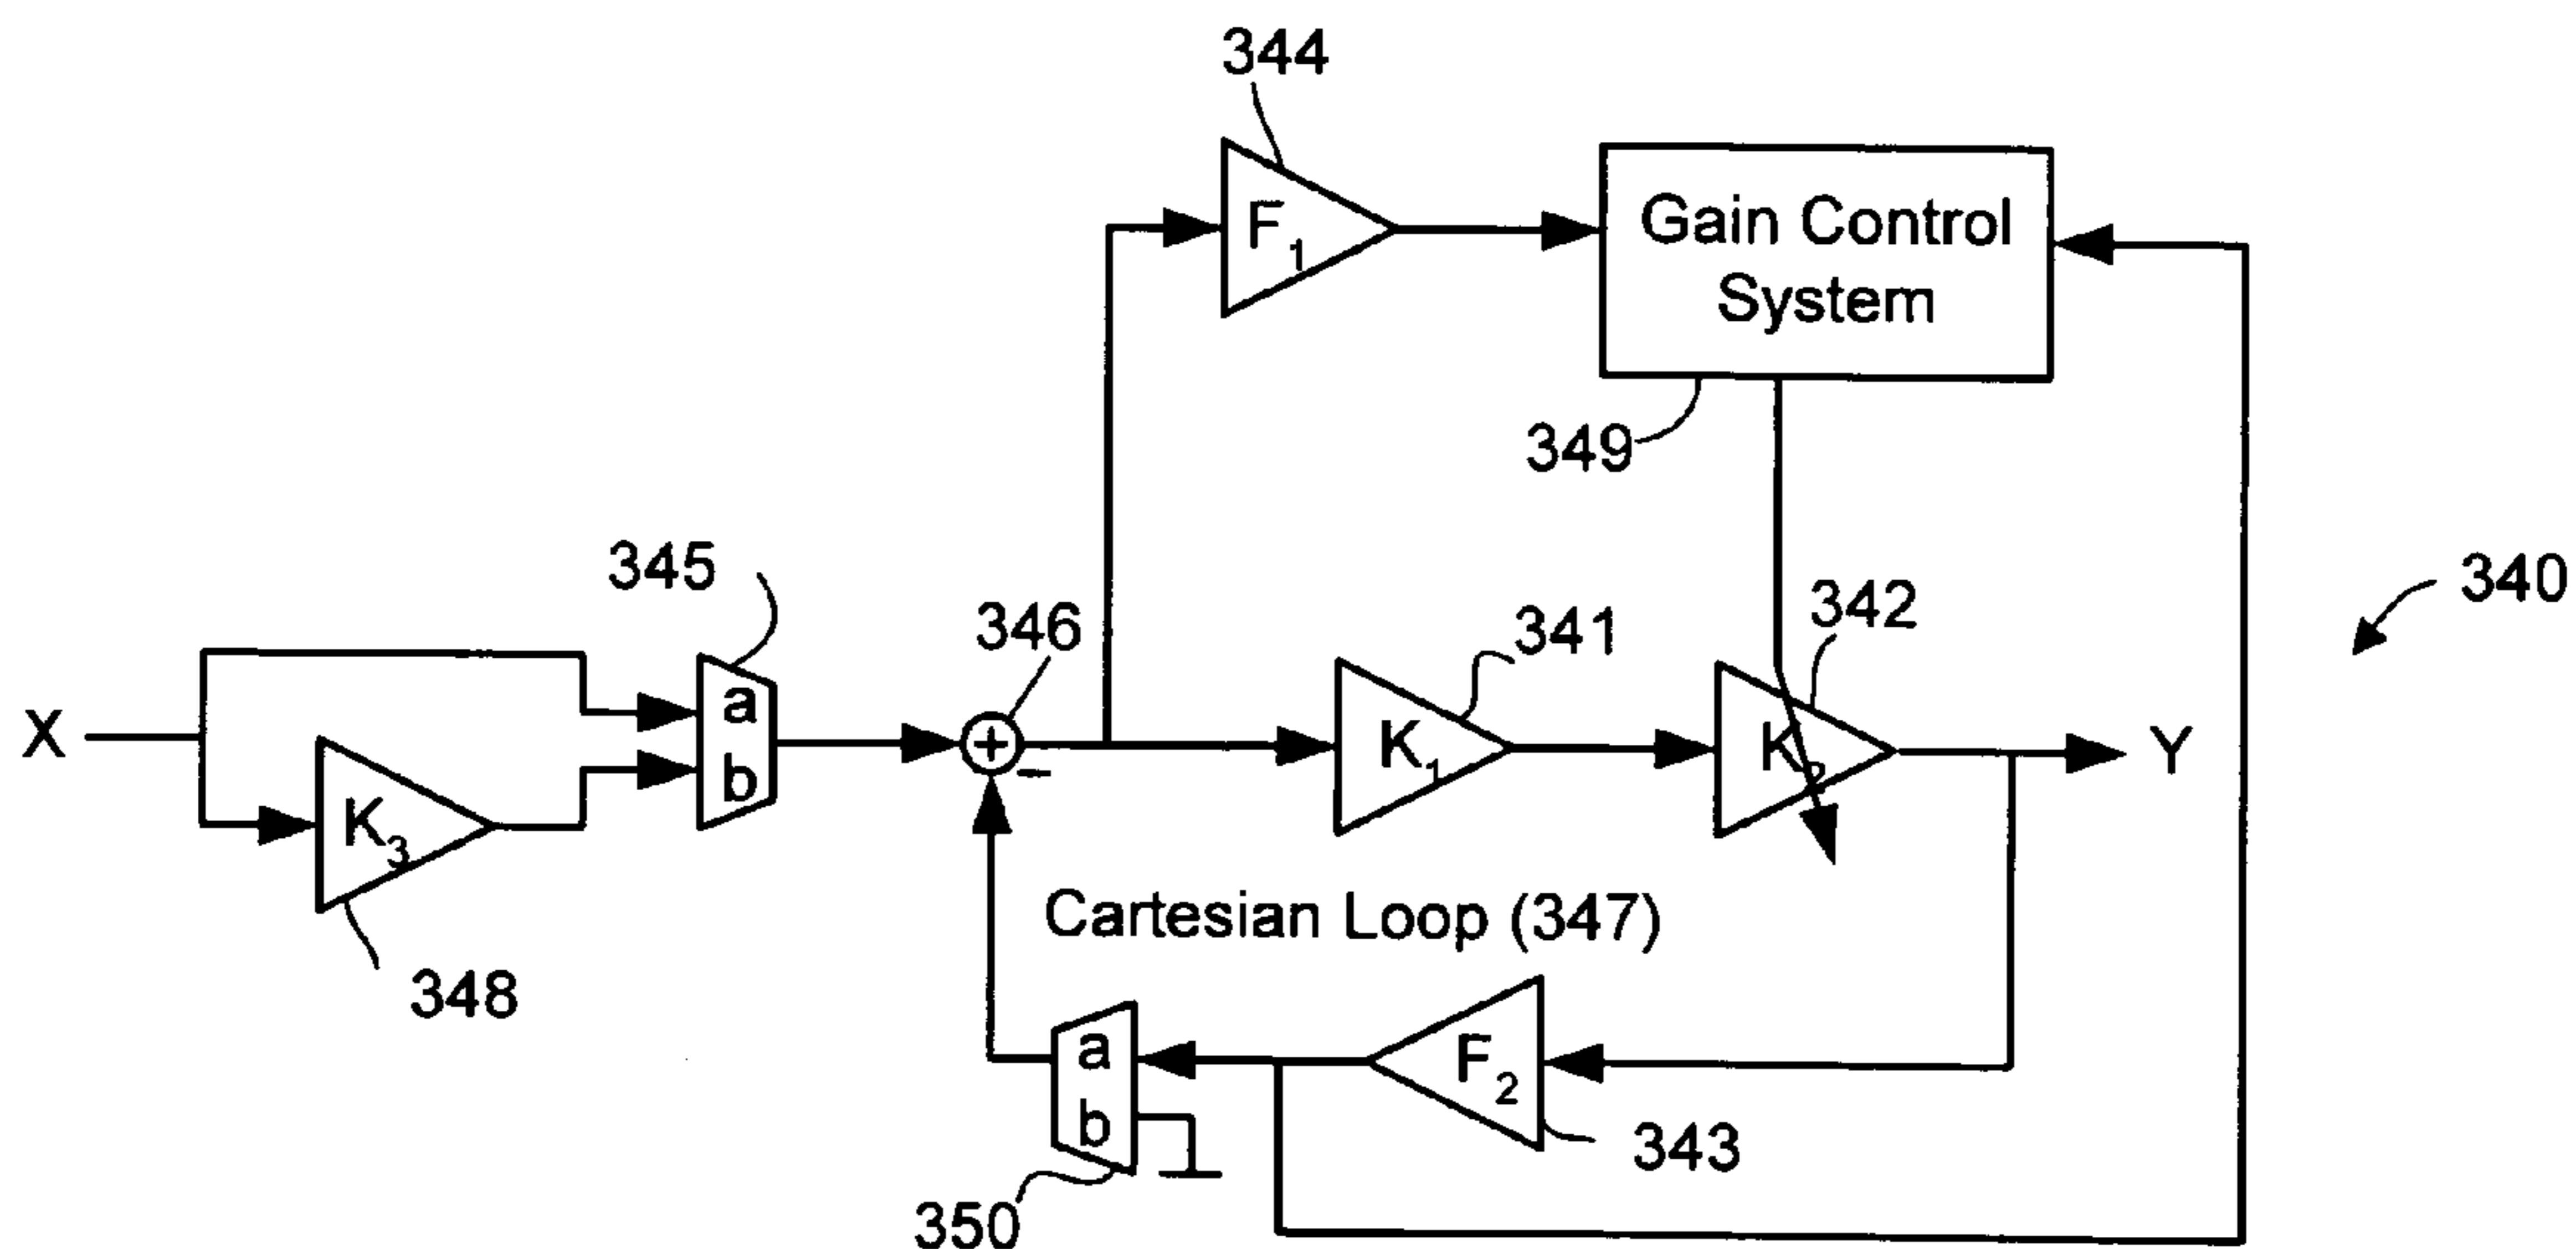 344
F1
Gain Control
System
349
345
346
341
342
340
X
a
b
K1
K2
Y
K3
348
Cartesian Loop (347)
a
b
F2
343
350